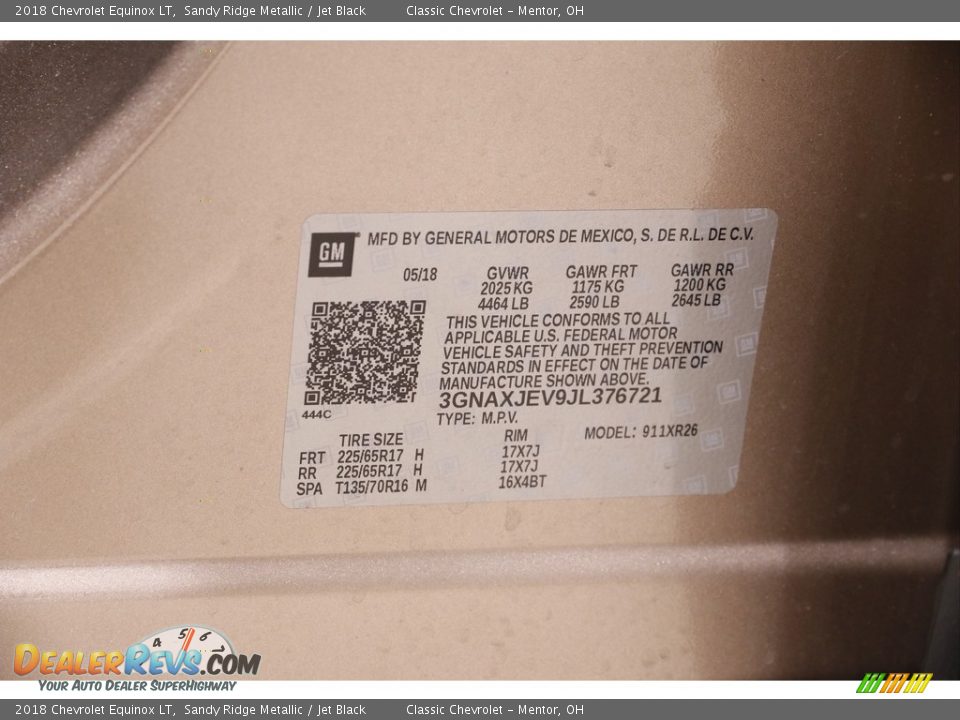 2018 Chevrolet Equinox LT,  Sandy Ridge Metallic / Jet Black          Classic Chevrolet – Mentor, OH
GM MFD BY GENERAL MOTORS DE MEXICO, S. DE R.L. DE C.V.
05/18 GVWR GAWR FRT GAWR RR
2025 KG 1175 KG 1200 KG
4464 LB 2590 LB 2645 LB
THIS VEHICLE CONFORMS TO ALL
APPLICABLE U.S. FEDERAL MOTOR
VEHICLE SAFETY AND THEFT PREVENTION
STANDARDS IN EFFECT ON THE DATE OF
MANUFACTURE SHOWN ABOVE.
3GNAXJEV9JL376721
444C TYPE: M.P.V.
TIRE SIZE RIM MODEL: 911XR26
FRT 225/65R17 H 17X7J
RR 225/65R17 H 17X7J
SPA T135/70R16 M 16X4BT
4 5 6
DEALERREVS.COM
YOUR AUTO DEALER SUPERHIGHWAY
2018 Chevrolet Equinox LT,  Sandy Ridge Metallic / Jet Black          Classic Chevrolet – Mentor, OH